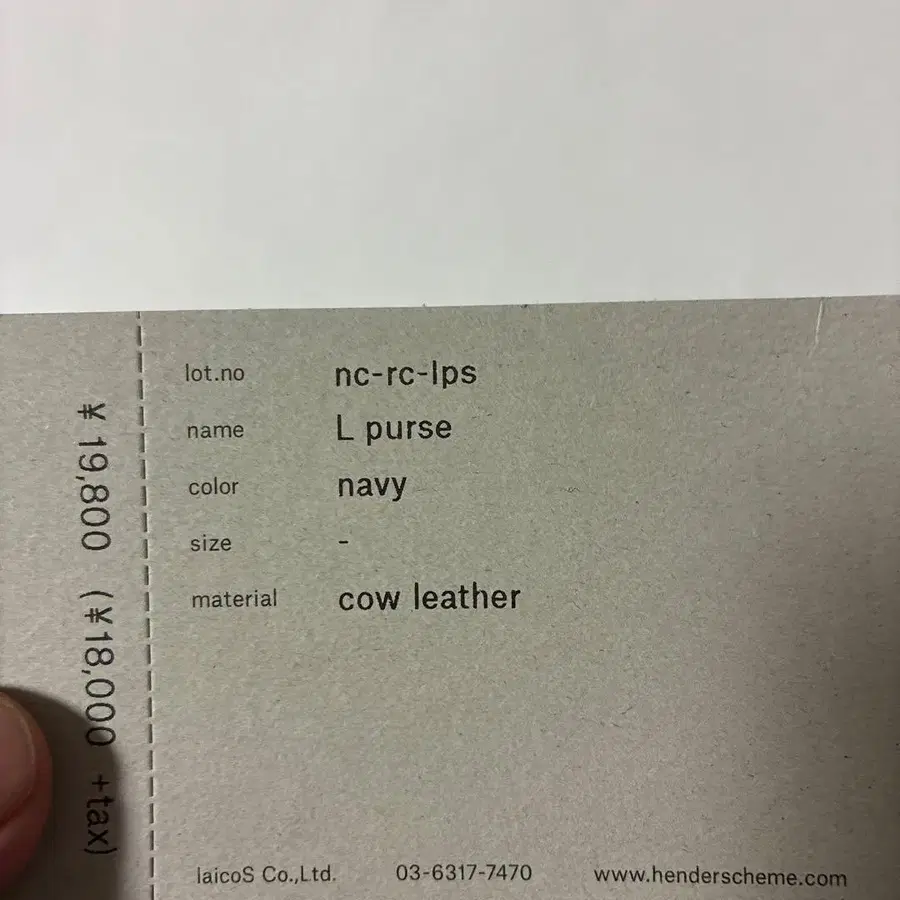 ¥ 19,800 (¥18,000 +tax)
lot.no nc-rc-lps
name L purse
color navy
size -
material cow leather
laicoS Co.,Ltd. 03-6317-7470 www.henderscheme.com